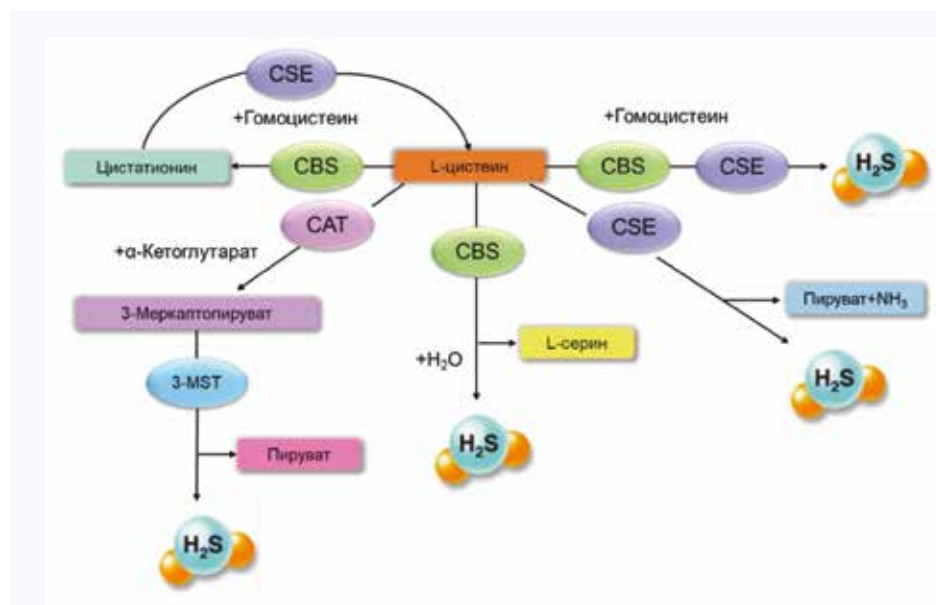 CSE
+Гомоцистеин
+Гомоцистеин
Цистатионин
CBS
L-цистеин
CBS
CSE
H₂S
CAT
CSE
+α-Кетоглутарат
CBS
3-Меркаптопируват
Пируват+NH₃
L-серин
+H₂O
3-MST
H₂S
H₂S
Пируват
H₂S